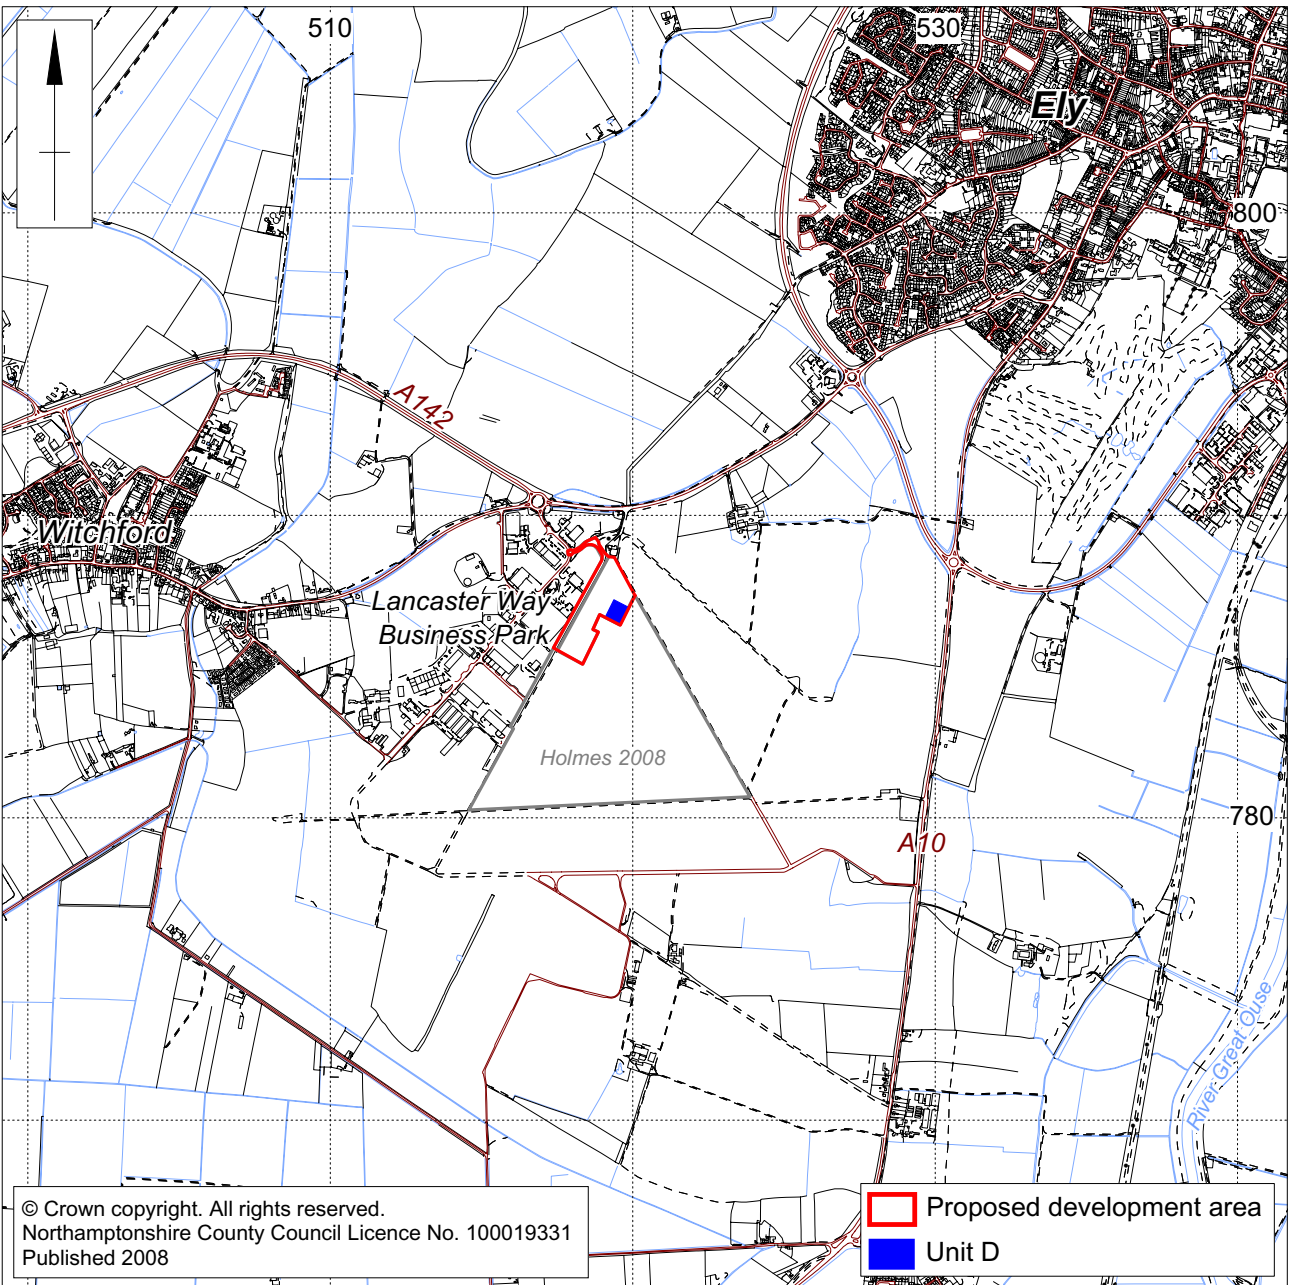 510
530
Ely
800
A142
Witchford
Lancaster Way
Business Park
Holmes 2008
780
A10
River Great Ouse
© Crown copyright. All rights reserved.
Northamptonshire County Council Licence No. 100019331
Published 2008
Proposed development area
Unit D